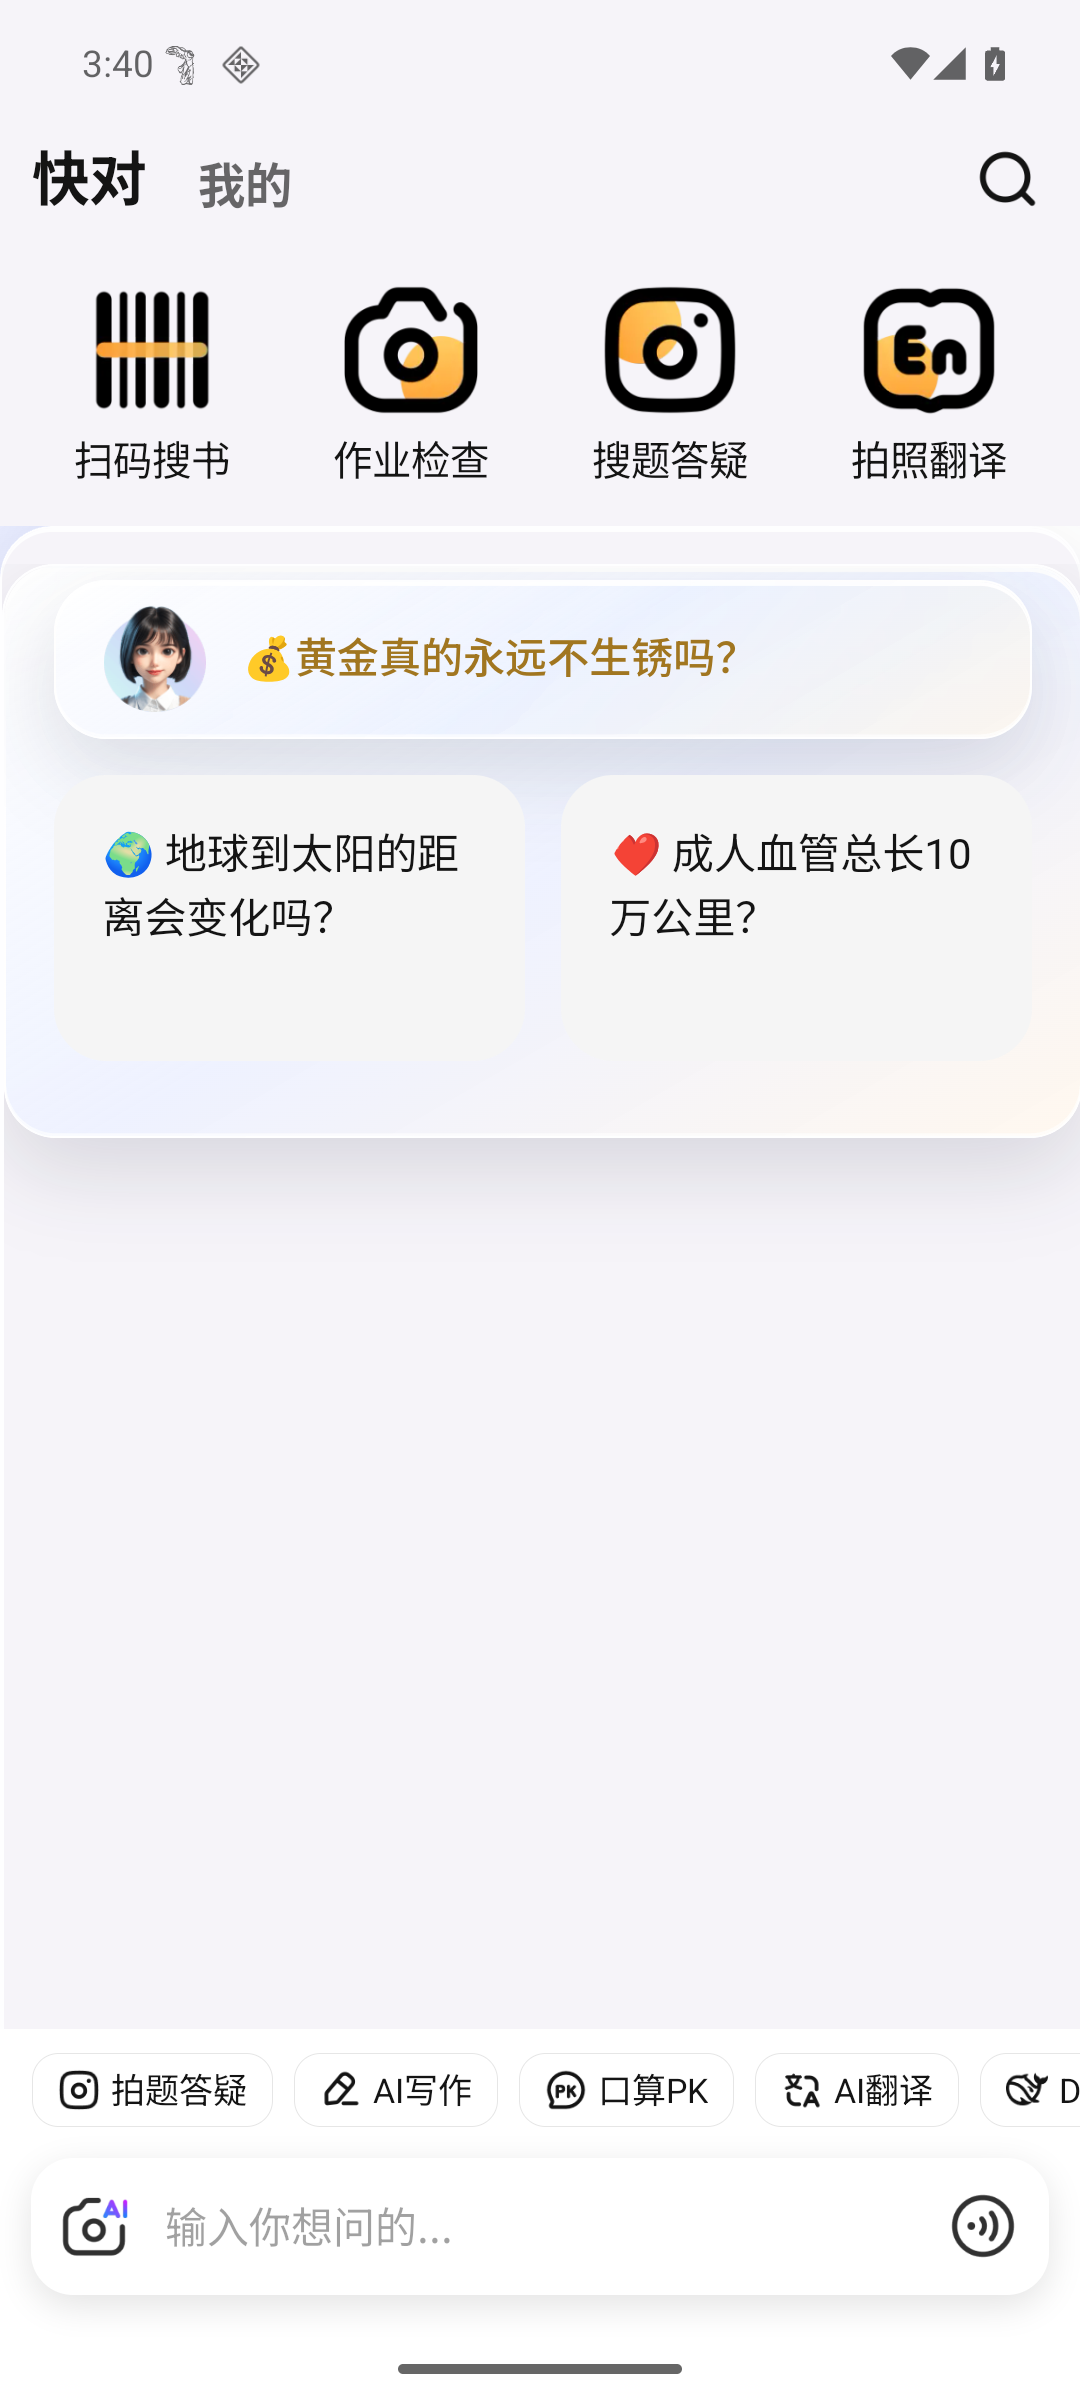 3:40
快对
我的
扫码搜书
作业检查
搜题答疑
En
拍照翻译
💰黄金真的永远不生锈吗？
🌍 地球到太阳的距
离会变化吗？
❤️ 成人血管总长10
万公里？
拍题答疑
AI写作
PK
口算PK
AI翻译
D
AI
输入你想问的...